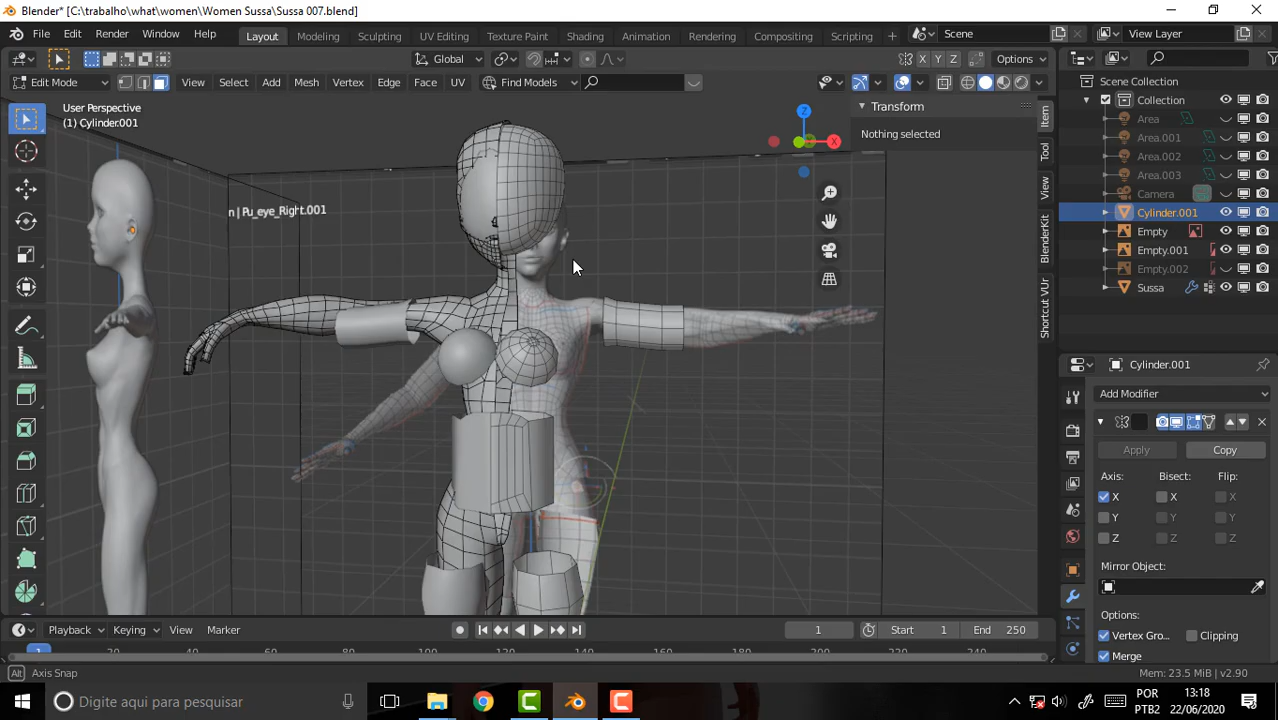 Blender* [C:\trabalho\what\women\Women Sussa\Sussa 007.blend]
File Edit Render Window Help Layout Modeling Sculpting UV Editing Texture Paint Shading Animation Rendering Compositing Scripting Scene View Layer
Global X Y Z Options
Edit Mode View Select Add Mesh Vertex Edge Face UV Find Models
User Perspective
(1) Cylinder.001
n | Pu_eye_Right.001
Z
X
Transform
Nothing selected
Item
Tool
View
BlenderKit
Shortcut VUr
Scene Collection
Collection
Area
Area.001
Area.002
Area.003
Camera
Cylinder.001
Empty
Empty.001
Empty.002
Sussa
Cylinder.001
Add Modifier
Apply Copy
Axis: Bisect: Flip:
X X X
Y Y Y
Z Z Z
Mirror Object:
Options:
Vertex Gro... Clipping
Merge
Playback Keying View Marker 1 Start 1 End 250
1 20 40 60 80 100 120 140 160 180 200 220 240
Alt Axis Snap Mem: 23.5 MiB | v2.90
Digite aqui para pesquisar
POR
PTB2
13:18
22/06/2020